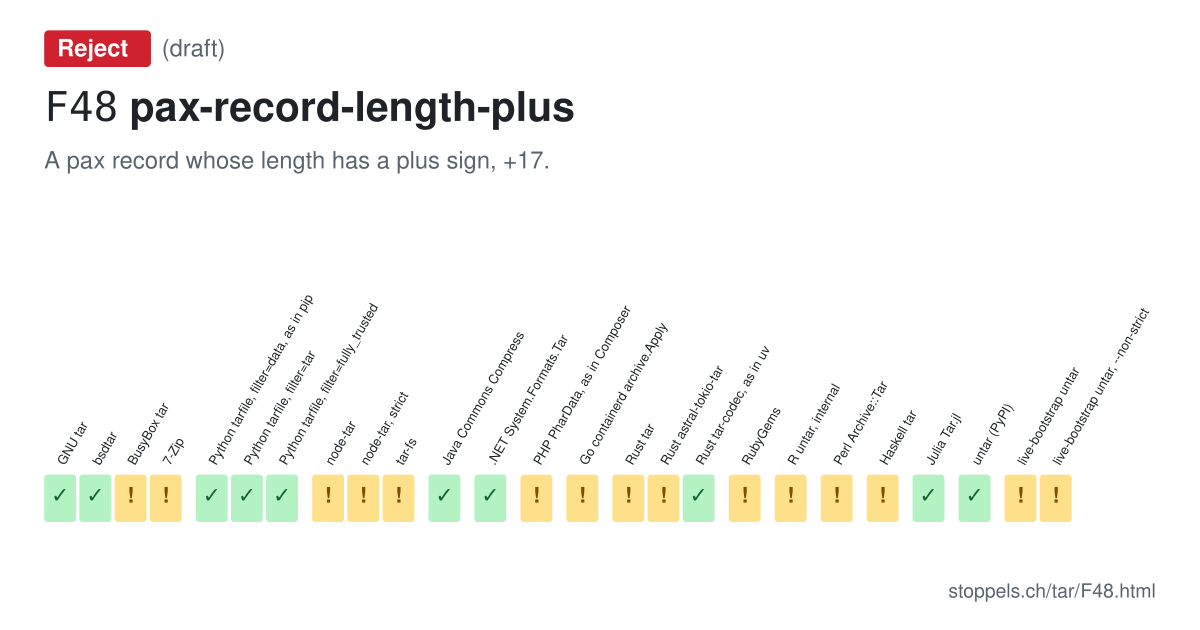 Reject (draft)
F48 pax-record-length-plus
A pax record whose length has a plus sign, +17.
GNU tar
bsdtar
BusyBox tar
7-Zip
Python tarfile, filter=data, as in pip
Python tarfile, filter=tar
Python tarfile, filter=fully_trusted
node-tar
node-tar, strict
tar-fs
Java Commons Compress
.NET System.Formats.Tar
PHP PharData, as in Composer
Go containerd archive.Apply
Rust tar
Rust astral-tokio-tar
Rust tar-codec, as in uv
RubyGems
R untar, internal
Perl Archive::Tar
Haskell tar
Julia Tar.jl
untar (PyPI)
live-bootstrap untar
live-bootstrap untar, --non-strict
✓ ✓ ! ! ✓ ✓ ✓ ! ! ! ✓ ✓ ! ! ! ! ✓ ! ! ! ! ✓ ✓ ! !
stoppels.ch/tar/F48.html